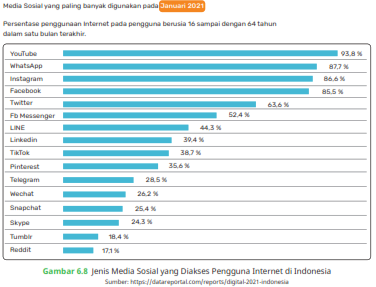 Media Sosial yang paling banyak digunakan pada Januari 2021
Persentase penggunaan internet pada pengguna berusia 16 sampai dengan 64 tahun
dalam satu bulan terakhir.
YouTube 93,8 %
WhatsApp 87,7 %
Instagram 86,6 %
Facebook 85,5 %
Twitter 63,6 %
Fb Messenger 52,4 %
LINE 44,3 %
Linkedin 39,4 %
TikTok 38,7 %
Pinterest 35,6 %
Telegram 28,5 %
Wechat 26,2 %
Snapchat 25,4 %
Skype 24,3 %
Tumblr 18,4 %
Reddit 17,1 %
Gambar 6.8 Jenis Media Sosial yang Diakses Pengguna Internet di Indonesia
Sumber: https://datareportal.com/reports/digital-2021-indonesia